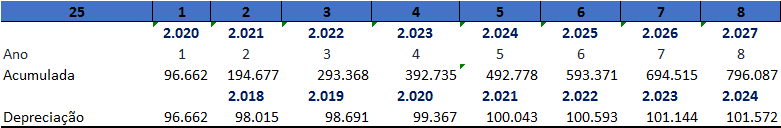 25 1 2 3 4 5 6 7 8
2.020 2.021 2.022 2.023 2.024 2.025 2.026 2.027
Ano 1 2 3 4 5 6 7 8
Acumulada 96.662 194.677 293.368 392.735 492.778 593.371 694.515 796.087
2.018 2.019 2.020 2.021 2.022 2.023 2.024
Depreciação 96.662 98.015 98.691 99.367 100.043 100.593 101.144 101.572